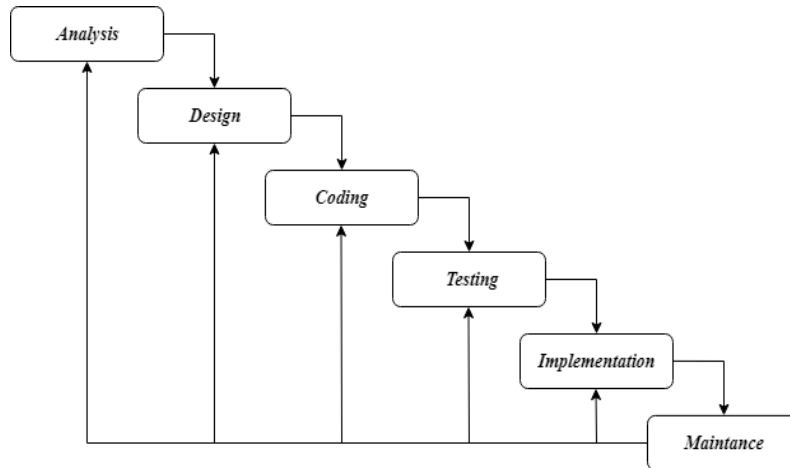 Analysis
Design
Coding
Testing
Implementation
Maintance